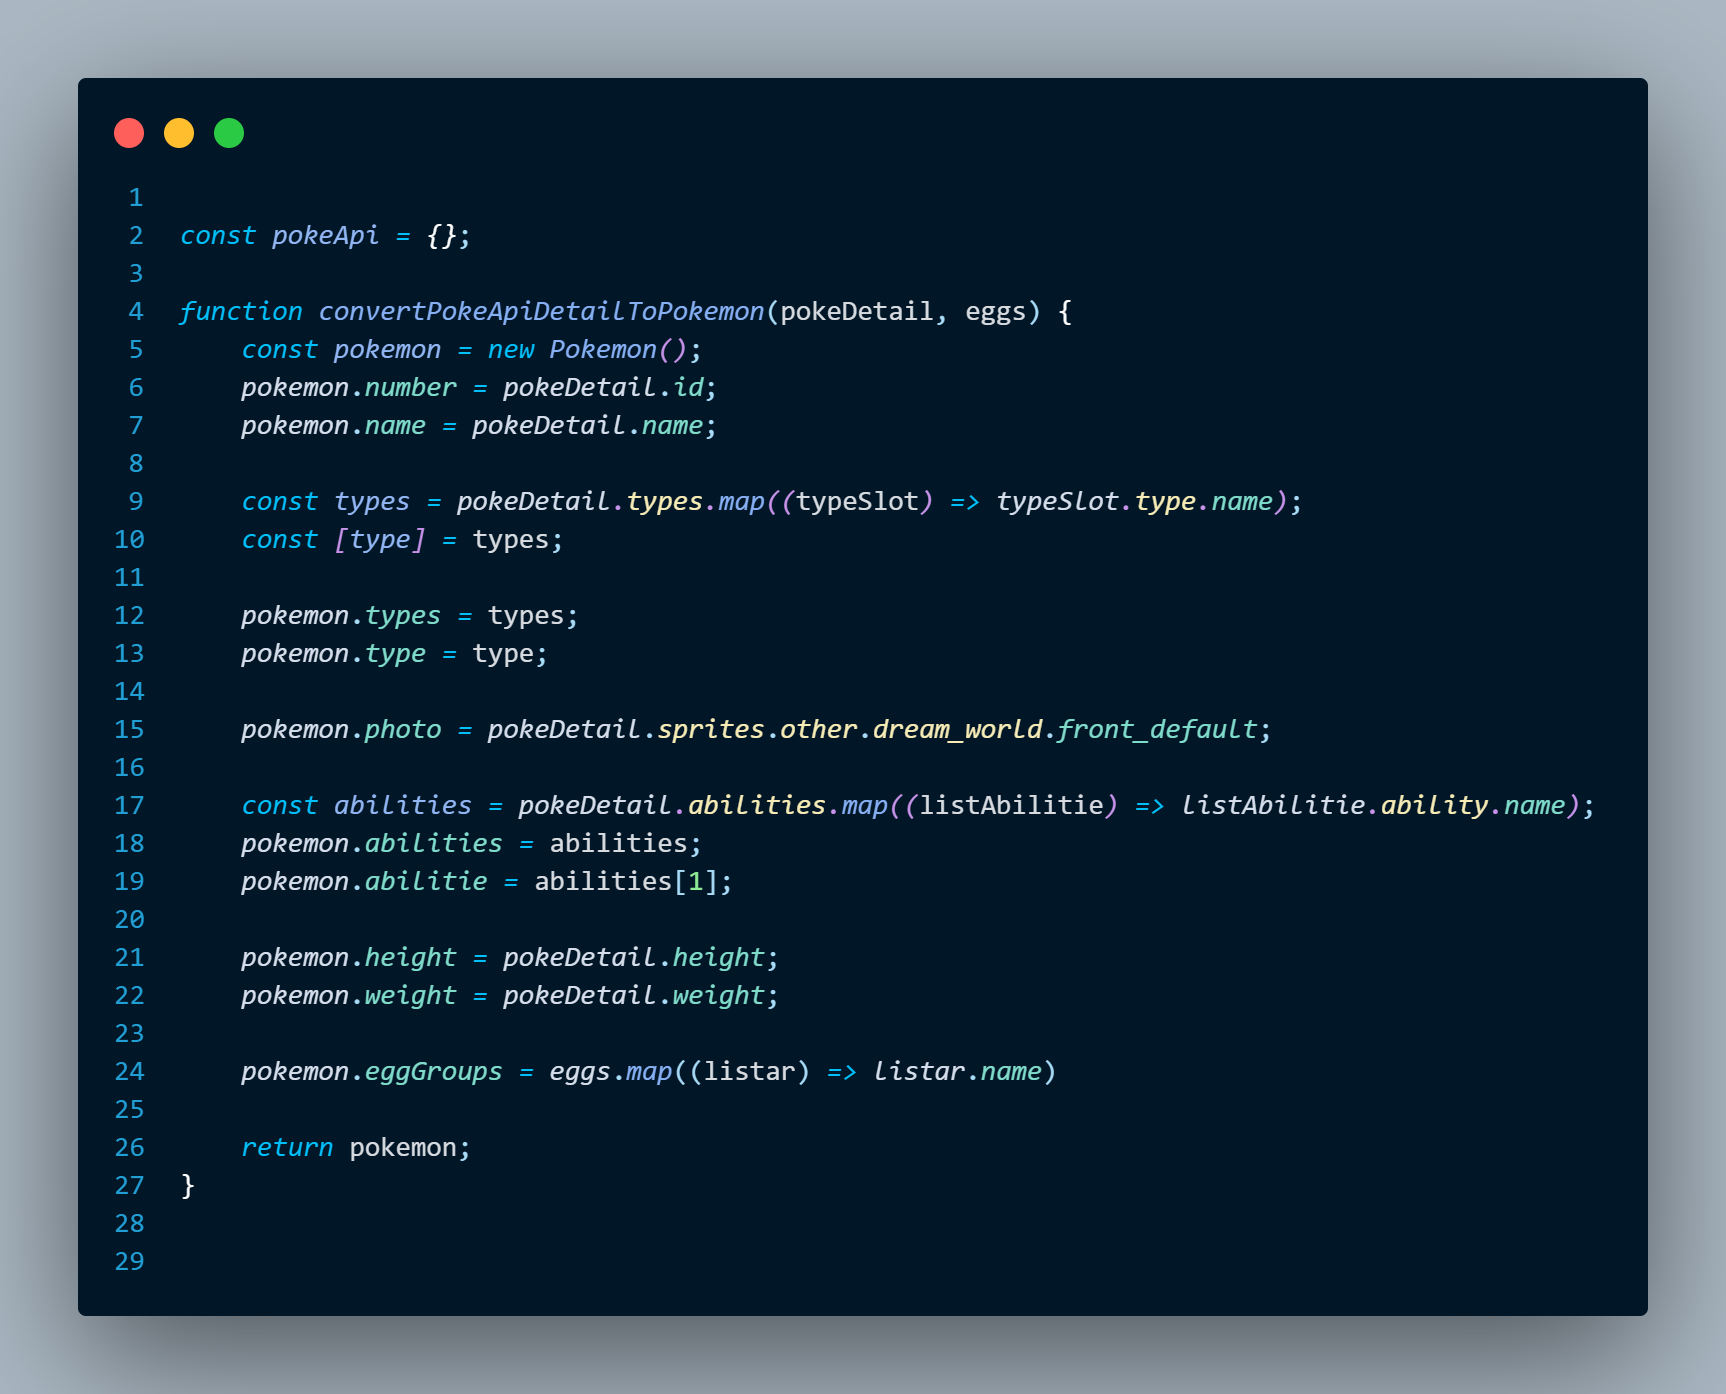 1
2 const pokeApi = {};
3
4 function convertPokeApiDetailToPokemon(pokeDetail, eggs) {
5     const pokemon = new Pokemon();
6     pokemon.number = pokeDetail.id;
7     pokemon.name = pokeDetail.name;
8
9     const types = pokeDetail.types.map((typeSlot) => typeSlot.type.name);
10     const [type] = types;
11
12     pokemon.types = types;
13     pokemon.type = type;
14
15     pokemon.photo = pokeDetail.sprites.other.dream_world.front_default;
16
17     const abilities = pokeDetail.abilities.map((listAbilitie) => listAbilitie.ability.name);
18     pokemon.abilities = abilities;
19     pokemon.abilitie = abilities[1];
20
21     pokemon.height = pokeDetail.height;
22     pokemon.weight = pokeDetail.weight;
23
24     pokemon.eggGroups = eggs.map((listar) => listar.name)
25
26     return pokemon;
27 }
28
29